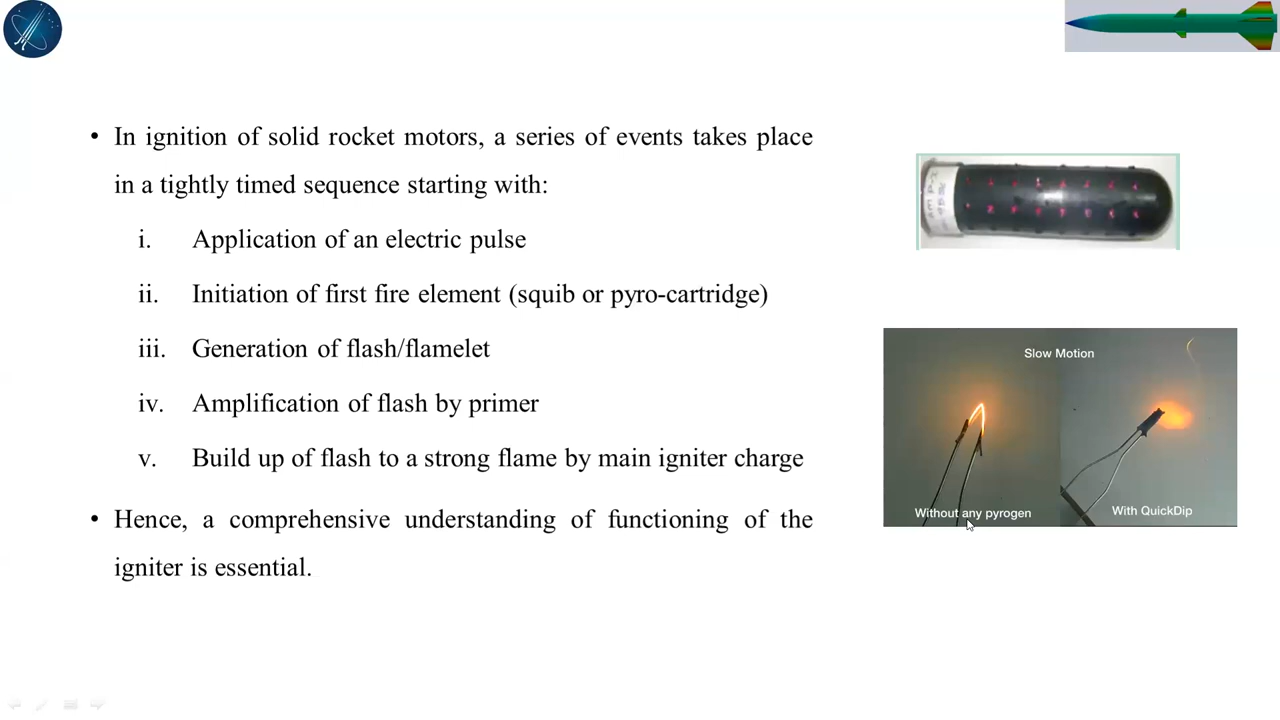 • In ignition of solid rocket motors, a series of events takes place
in a tightly timed sequence starting with:
i. Application of an electric pulse
ii. Initiation of first fire element (squib or pyro-cartridge)
iii. Generation of flash/flamelet
iv. Amplification of flash by primer
v. Build up of flash to a strong flame by main igniter charge
• Hence, a comprehensive understanding of functioning of the
igniter is essential.
Slow Motion
Without any pyrogen
With QuickDip